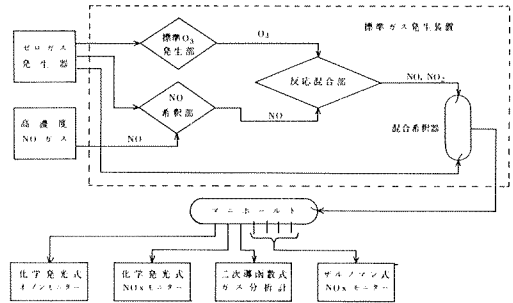 標準ガス発生装置
ゼロガス
発生器
標準O3
発生部
O3
反応混合部
NO, NO2
NO
希釈部
NO
高濃度
NOガス
NO
混合希釈器
マニホールド
化学発光式
オゾンモニター
化学発光式
NOxモニター
二次導函数式
ガス分析計
ザルツマン式
NOxモニター